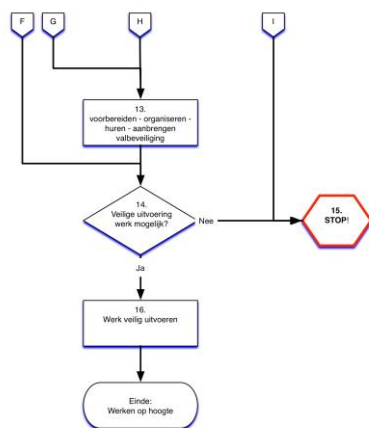 F
G
H
I
13.
voorbereiden - organiseren -
huren - aanbrengen
valbeveiliging
14.
Veilige uitvoering
werk mogelijk?
Nee
15.
STOP!
Ja
16.
Werk veilig uitvoeren
Einde:
Werken op hoogte